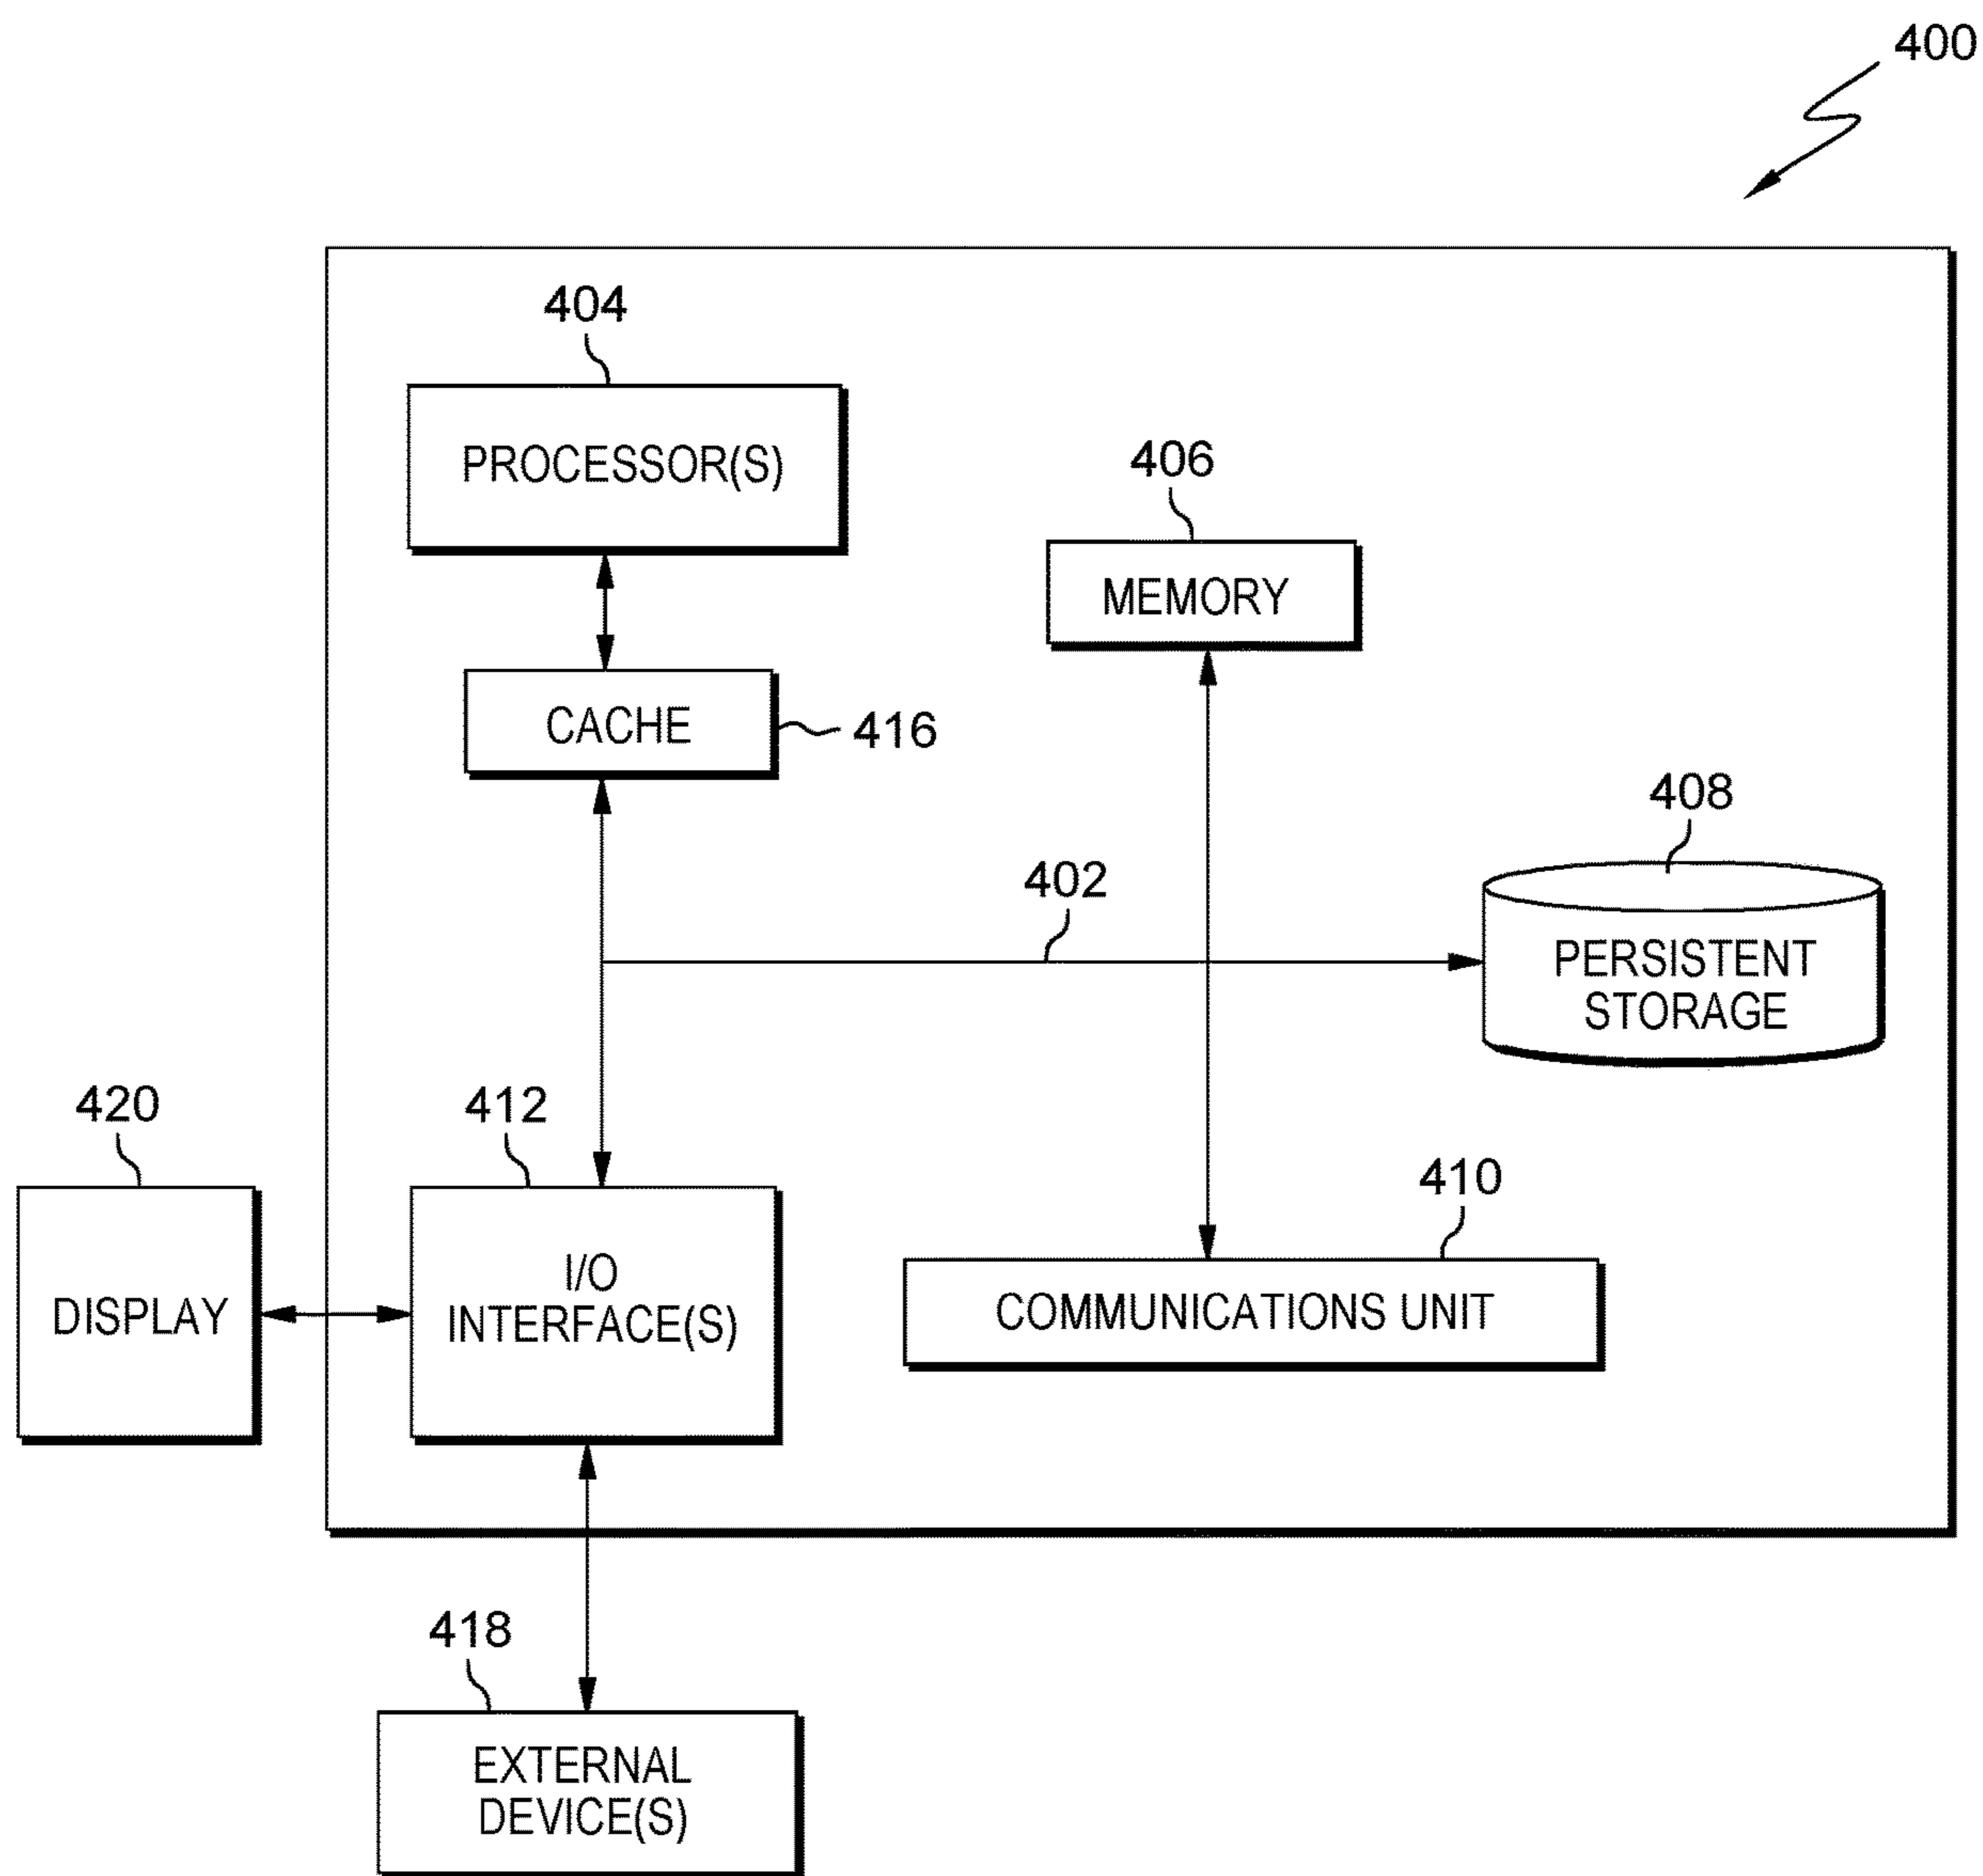 400
404
PROCESSOR(S)
406
MEMORY
CACHE
416
408
402
PERSISTENT
STORAGE
420
412
410
DISPLAY
I/O
INTERFACE(S)
COMMUNICATIONS UNIT
418
EXTERNAL
DEVICE(S)